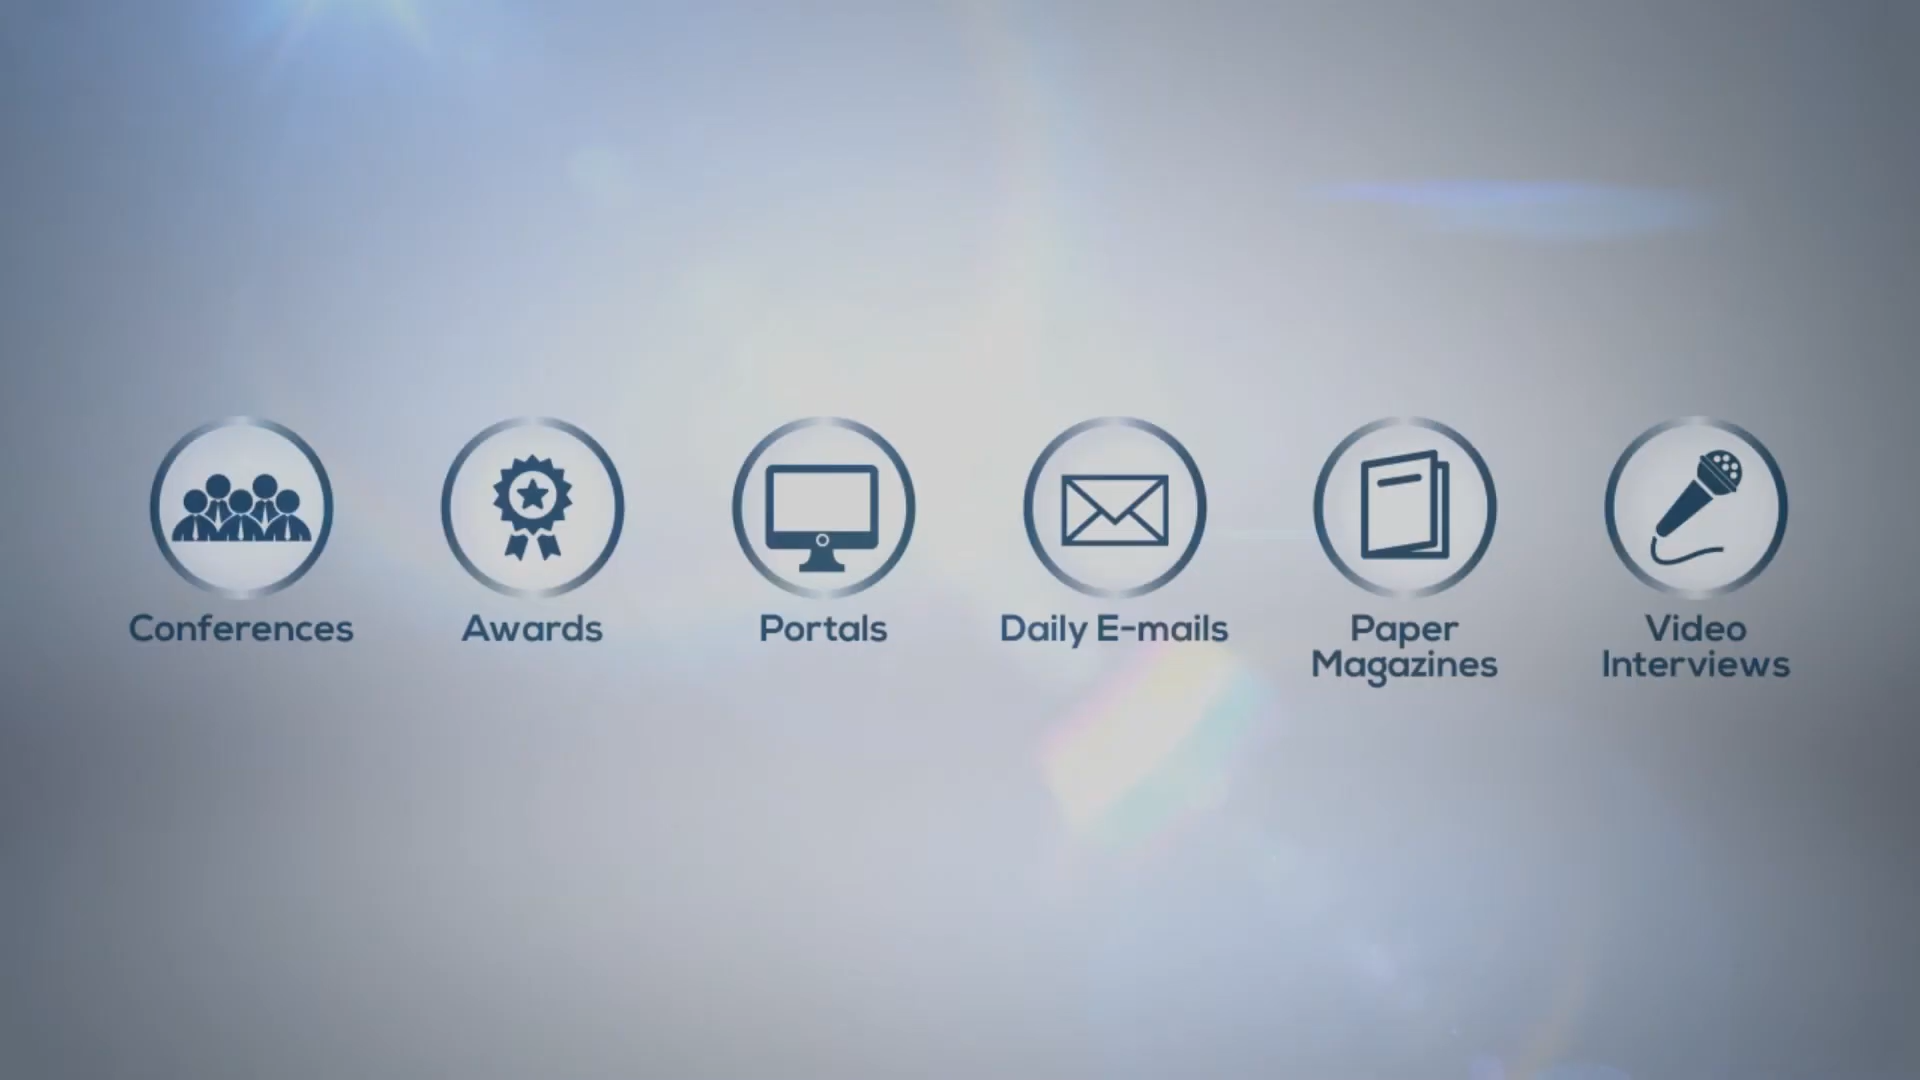 Conferences
Awards
Portals
Daily E-mails
Paper
Magazines
Video
Interviews